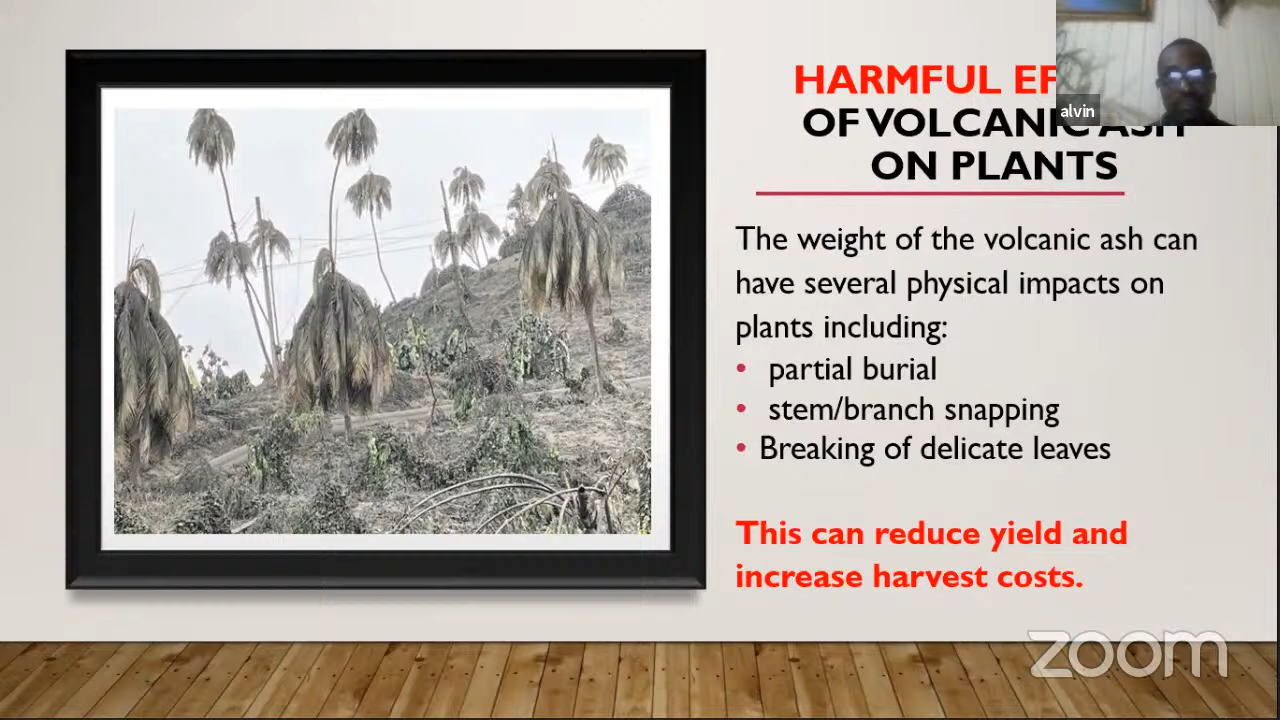 HARMFUL
alvin
OF VOLCANIC ASH
ON PLANTS
The weight of the volcanic ash can
have several physical impacts on
plants including:
• partial burial
• stem/branch snapping
• Breaking of delicate leaves
This can reduce yield and
increase harvest costs.
zoom